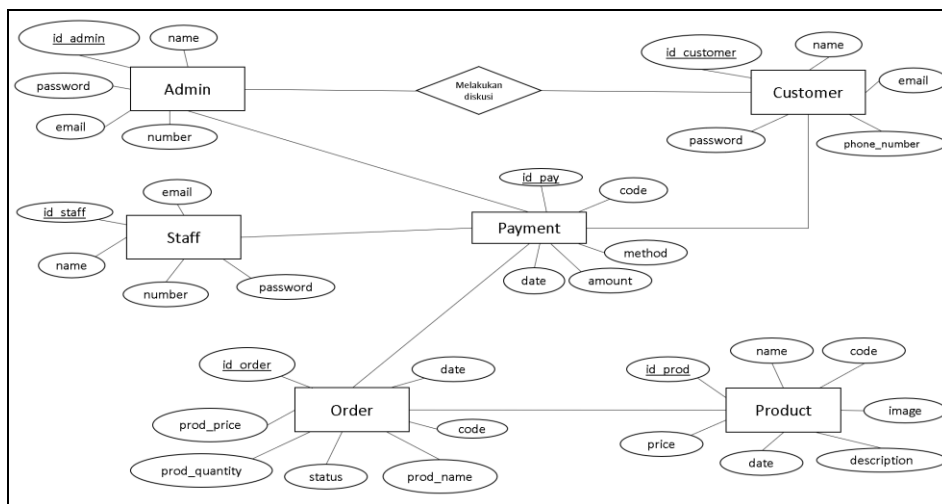 id_admin
name
password
Admin
email
number
Melakukan
diskusi
id_customer
name
email
Customer
password
phone_number
email
id_staff
Staff
name
number
password
id_pay
code
Payment
method
date
amount
id_order
date
prod_price
Order
code
prod_quantity
status
prod_name
name
code
id_prod
Product
image
price
date
description